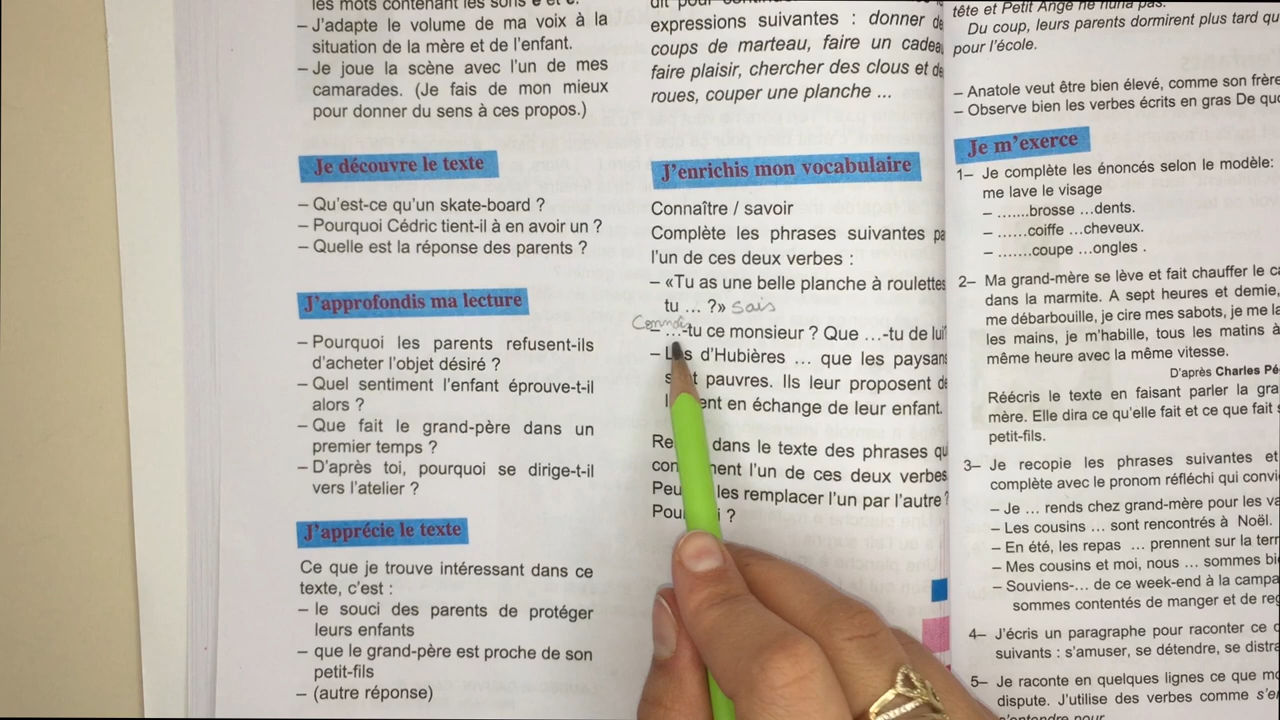 les mots contenant les sons
– J'adapte le volume de ma voix à la
situation de la mère et de l'enfant.
– Je joue la scène avec l'un de mes
camarades. (Je fais de mon mieux
pour donner du sens à ces propos.)
Je découvre le texte
– Qu'est-ce qu'un skate-board ?
– Pourquoi Cédric tient-il à en avoir un ?
– Quelle est la réponse des parents ?
J'approfondis ma lecture
– Pourquoi les parents refusent-ils
d'acheter l'objet désiré ?
– Quel sentiment l'enfant éprouve-t-il
alors ?
– Que fait le grand-père dans un
premier temps ?
– D'après toi, pourquoi se dirige-t-il
vers l'atelier ?
J'apprécie le texte
Ce que je trouve intéressant dans ce
texte, c'est :
– le souci des parents de protéger
leurs enfants
– que le grand-père est proche de son
petit-fils
– (autre réponse)
expressions suivantes : donner de
coups de marteau, faire un cadeau
faire plaisir, chercher des clous et de
roues, couper une planche ...
J'enrichis mon vocabulaire
Connaître / savoir
Complète les phrases suivantes pa
l'un de ces deux verbes :
– «Tu as une belle planche à roulettes
tu ... ?» sais
Connais
– ...-tu ce monsieur ? Que ...-tu de lui
– Les d'Hubières ... que les paysan
pauvres. Ils leur proposent de
en échange de leur enfant.
dans le texte des phrases qu
l'un de ces deux verbes
les remplacer l'un par l'autre ?
?
tête et Petit Ange ne
Du coup, leurs parents dormirent plus tard qu
pour l'école.
– Anatole veut être bien élevé, comme son frère
– Observe bien les verbes écrits en gras De quo
Je m'exerce
1– Je complète les énoncés selon le modèle:
me lave le visage
– .......brosse ...dents.
– ......coiffe ...cheveux.
– .......coupe ...ongles .
2– Ma grand-mère se lève et fait chauffer le ca
dans la marmite. A sept heures et demie,
me débarbouille, je cire mes sabots, je me la
les mains, je m'habille, tous les matins à
même heure avec la même vitesse.
D'après Charles Pé
Réécris le texte en faisant parler la gra
mère. Elle dira ce qu'elle fait et ce que fait
petit-fils.
3– Je recopie les phrases suivantes et
complète avec le pronom réfléchi qui convi
– Je ... rends chez grand-mère pour les va
– Les cousins ... sont rencontrés à Noël.
– En été, les repas ... prennent sur la terr
– Mes cousins et moi, nous ... sommes bi
– Souviens-... de ce week-end à la campa
sommes contentés de manger et de reg
4– J'écris un paragraphe pour raconter ce
suivants : s'amuser, se détendre, se distra
5– Je raconte en quelques lignes ce que
dispute. J'utilise des verbes comme s'e
s'entendre pour